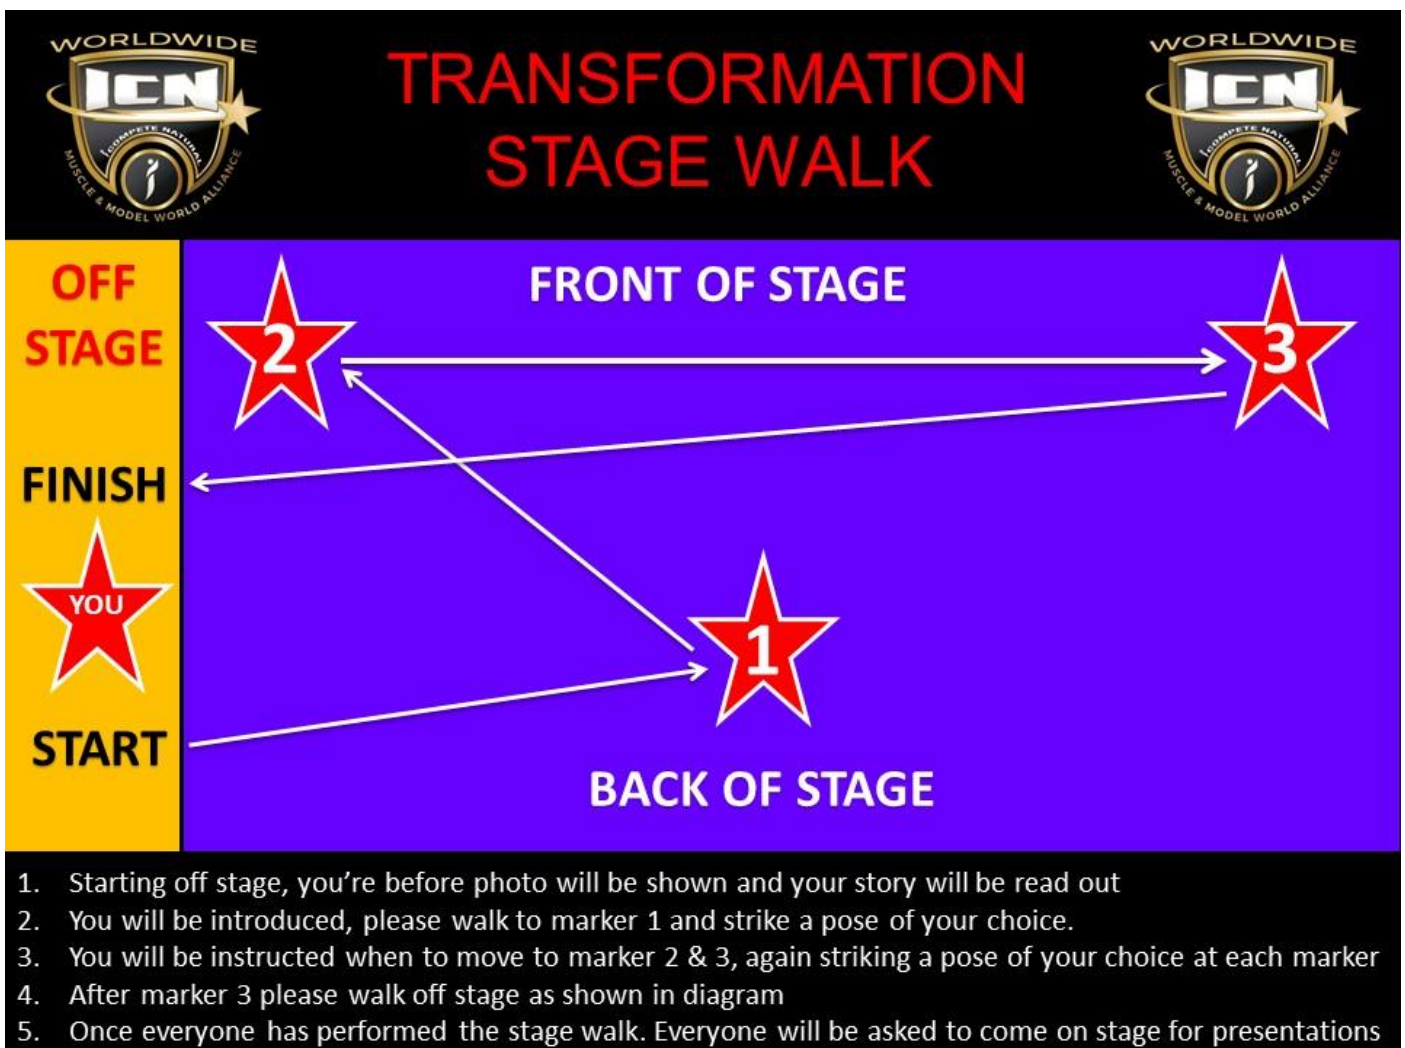 WORLDWIDE
ICN
iCOMPETE NATURAL
MUSCLE & MODEL WORLD ALLIANCE
TRANSFORMATION
STAGE WALK
WORLDWIDE
ICN
iCOMPETE NATURAL
MUSCLE & MODEL WORLD ALLIANCE
OFF
STAGE
FINISH
YOU
START
FRONT OF STAGE
2
3
1
BACK OF STAGE
1. Starting off stage, you’re before photo will be shown and your story will be read out
2. You will be introduced, please walk to marker 1 and strike a pose of your choice.
3. You will be instructed when to move to marker 2 & 3, again striking a pose of your choice at each marker
4. After marker 3 please walk off stage as shown in diagram
5. Once everyone has performed the stage walk. Everyone will be asked to come on stage for presentations